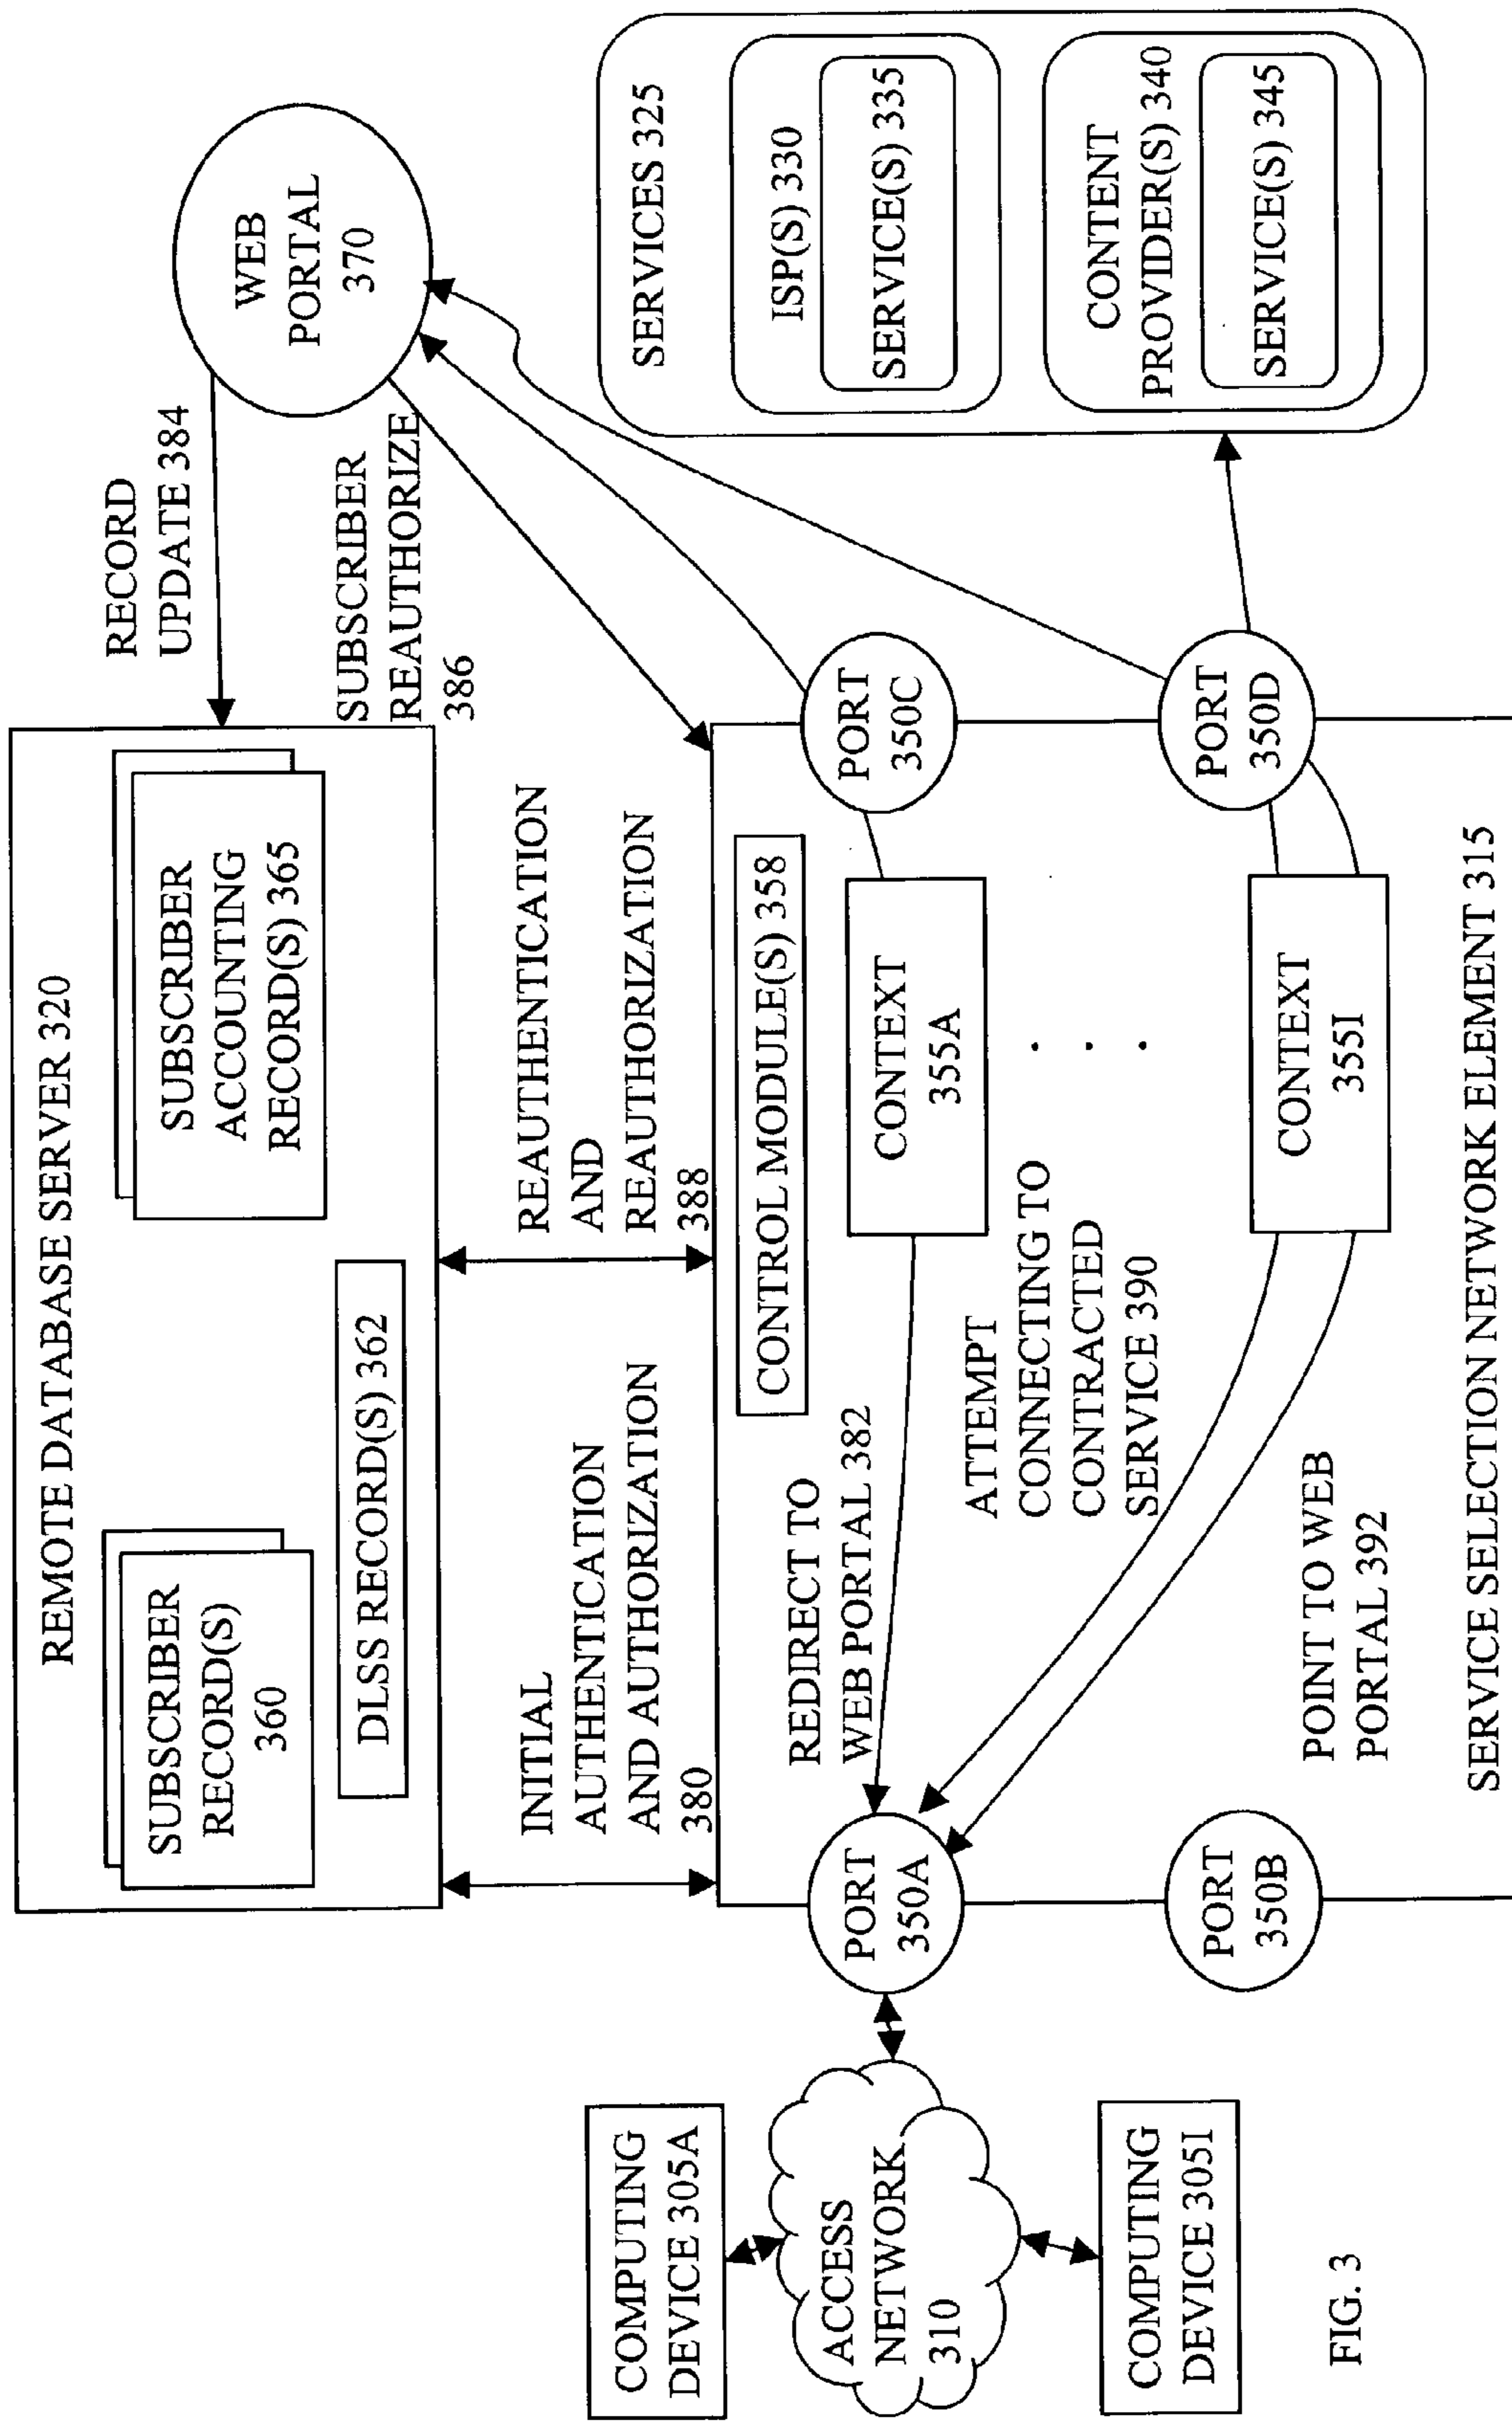 REMOTE DATABASE SERVER 320
SUBSCRIBER
RECORD(S)
360
SUBSCRIBER
ACCOUNTING
RECORD(S) 365
DLSS RECORD(S) 362
RECORD
UPDATE 384
WEB
PORTAL
370
SUBSCRIBER
REAUTHORIZE
386
INITIAL
AUTHENTICATION
AND AUTHORIZATION
380
REAUTHENTICATION
AND
REAUTHORIZATION
388
COMPUTING
DEVICE 305A
ACCESS
NETWORK
310
COMPUTING
DEVICE 305I
PORT
350A
PORT
350B
CONTROL MODULE(S) 358
REDIRECT TO
WEB PORTAL 382
CONTEXT
355A
. . .
ATTEMPT
CONNECTING TO
CONTRACTED
SERVICE 390
CONTEXT
355I
POINT TO WEB
PORTAL 392
PORT
350C
PORT
350D
SERVICE SELECTION NETWORK ELEMENT 315
SERVICES 325
ISP(S) 330
SERVICE(S) 335
CONTENT
PROVIDER(S) 340
SERVICE(S) 345
FIG. 3